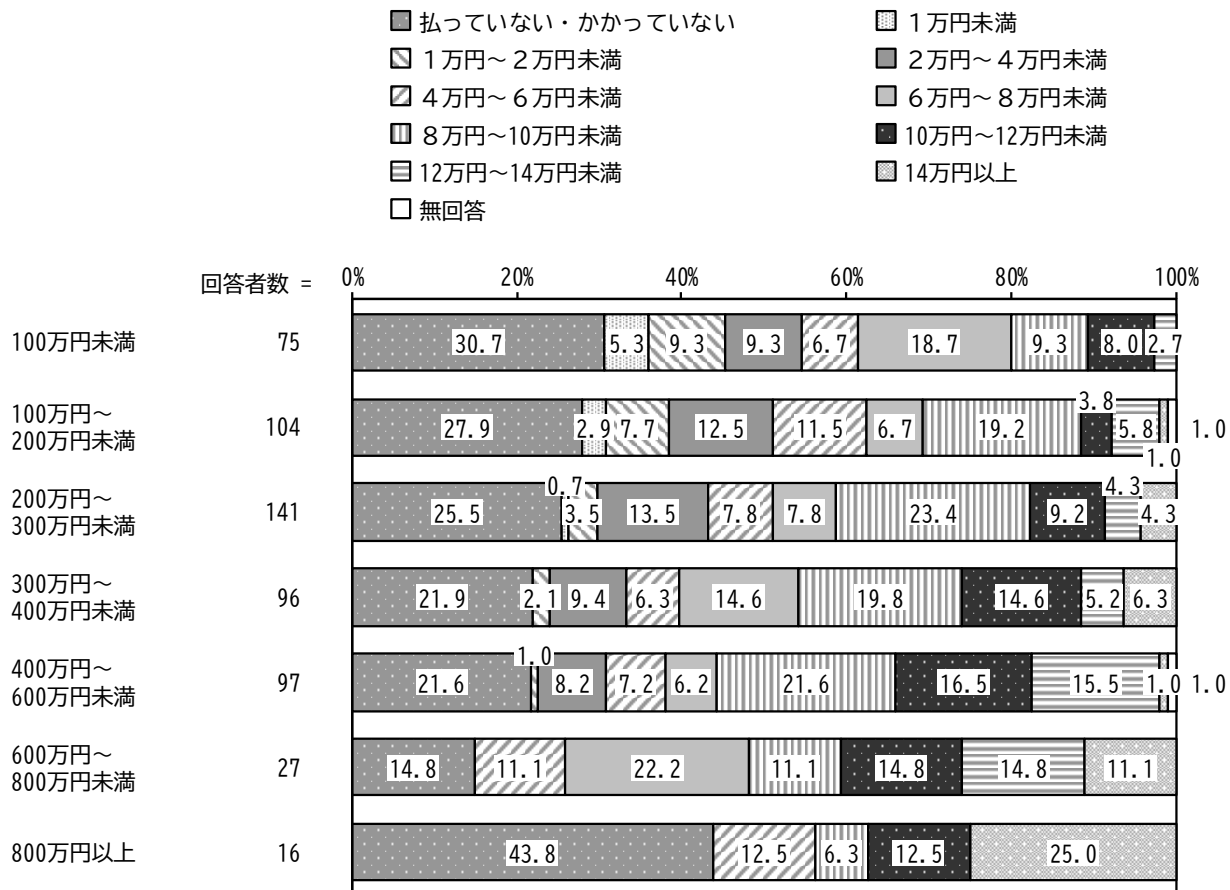 払っていない・かかっていない
１万円未満
１万円～２万円未満
２万円～４万円未満
４万円～６万円未満
６万円～８万円未満
８万円～10万円未満
10万円～12万円未満
12万円～14万円未満
14万円以上
無回答
回答者数 ＝
0% 20% 40% 60% 80% 100%
100万円未満 75 30.7 5.3 9.3 9.3 6.7 18.7 9.3 8.0 2.7
100万円～
200万円未満 104 27.9 2.9 7.7 12.5 11.5 6.7 19.2 3.8 5.8 1.0 1.0
200万円～
300万円未満 141 25.5 0.7 3.5 13.5 7.8 7.8 23.4 9.2 4.3 4.3
300万円～
400万円未満 96 21.9 2.1 9.4 6.3 14.6 19.8 14.6 5.2 6.3
400万円～
600万円未満 97 21.6 1.0 8.2 7.2 6.2 21.6 16.5 15.5 1.0 1.0
600万円～
800万円未満 27 14.8 11.1 22.2 11.1 14.8 14.8 11.1
800万円以上 16 43.8 12.5 6.3 12.5 25.0